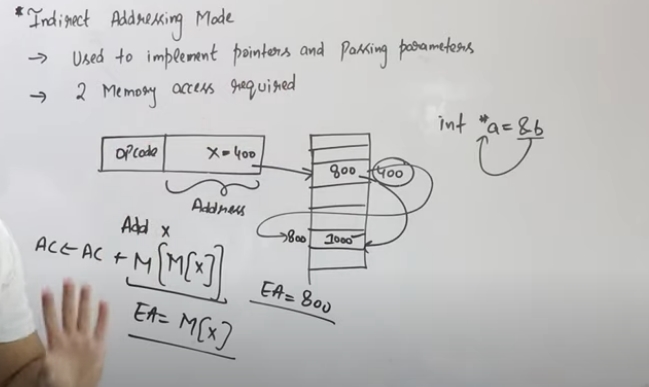 * Indirect Addressing Mode
→ Used to implement pointers and Passing parameters
→ 2 Memory access required
int *a = &b
OPcode X=400
800 400
Address
Add X
800 1000
AC ← AC + M[M[X]]
EA = 800
EA = M[X]